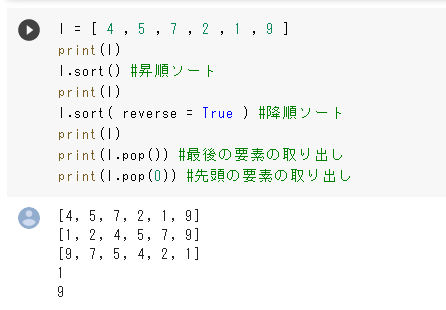 l = [ 4 , 5 , 7 , 2 , 1 , 9 ]
print(l)
l.sort() #昇順ソート
print(l)
l.sort( reverse = True ) #降順ソート
print(l)
print(l.pop()) #最後の要素の取り出し
print(l.pop(0)) #先頭の要素の取り出し
[4, 5, 7, 2, 1, 9]
[1, 2, 4, 5, 7, 9]
[9, 7, 5, 4, 2, 1]
1
9